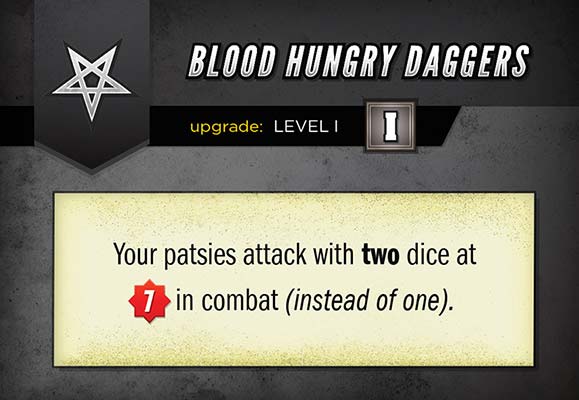 BLOOD HUNGRY DAGGERS
upgrade: LEVEL I
I
Your patsies attack with two dice at
7 in combat (instead of one).